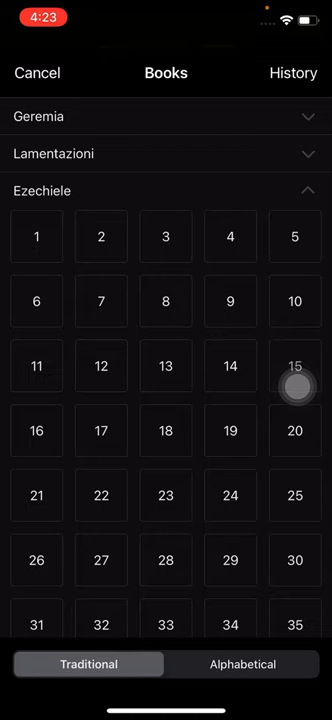 4:23
Cancel Books History
Geremia
Lamentazioni
Ezechiele
1 2 3 4 5
6 7 8 9 10
11 12 13 14 15
16 17 18 19 20
21 22 23 24 25
26 27 28 29 30
31 32 33 34 35
Traditional Alphabetical